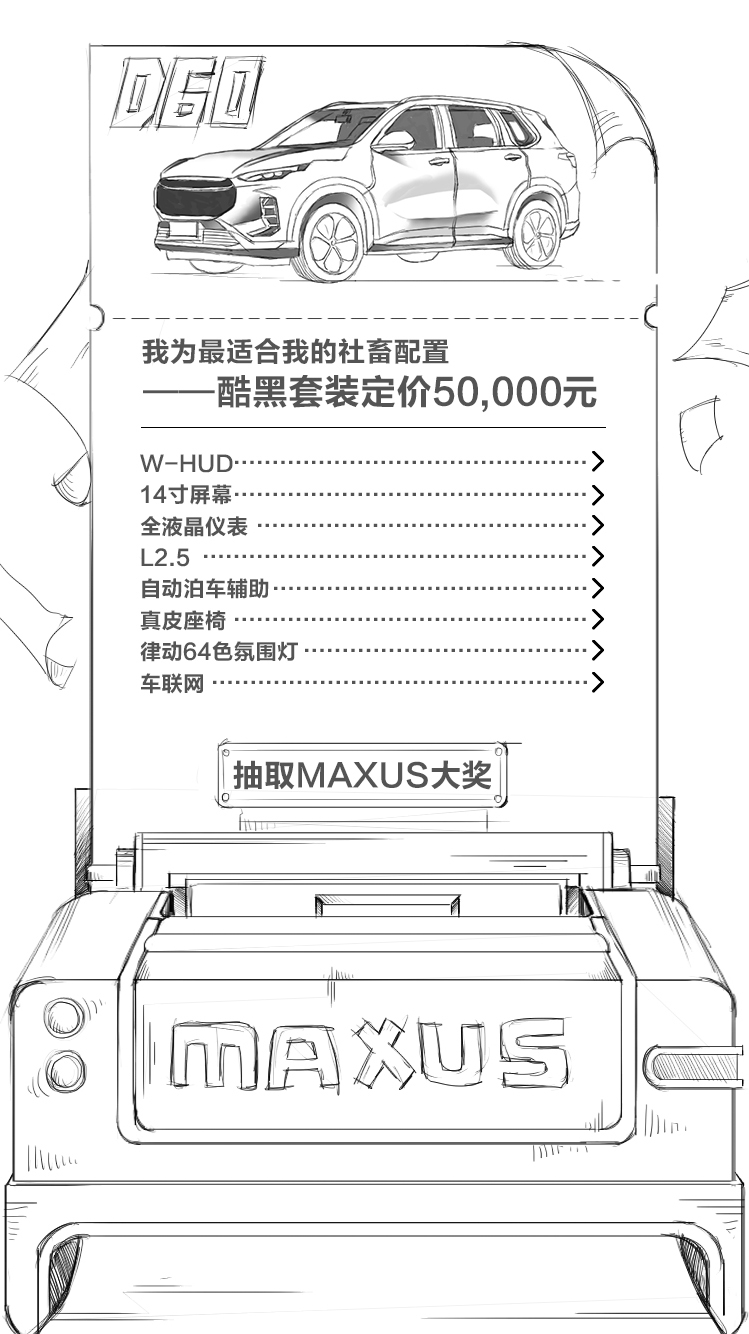 D60
我为最适合我的社畜配置
——酷黑套装定价50,000元
W-HUD
14寸屏幕
全液晶仪表
L2.5
自动泊车辅助
真皮座椅
律动64色氛围灯
车联网
抽取MAXUS大奖
MAXUS